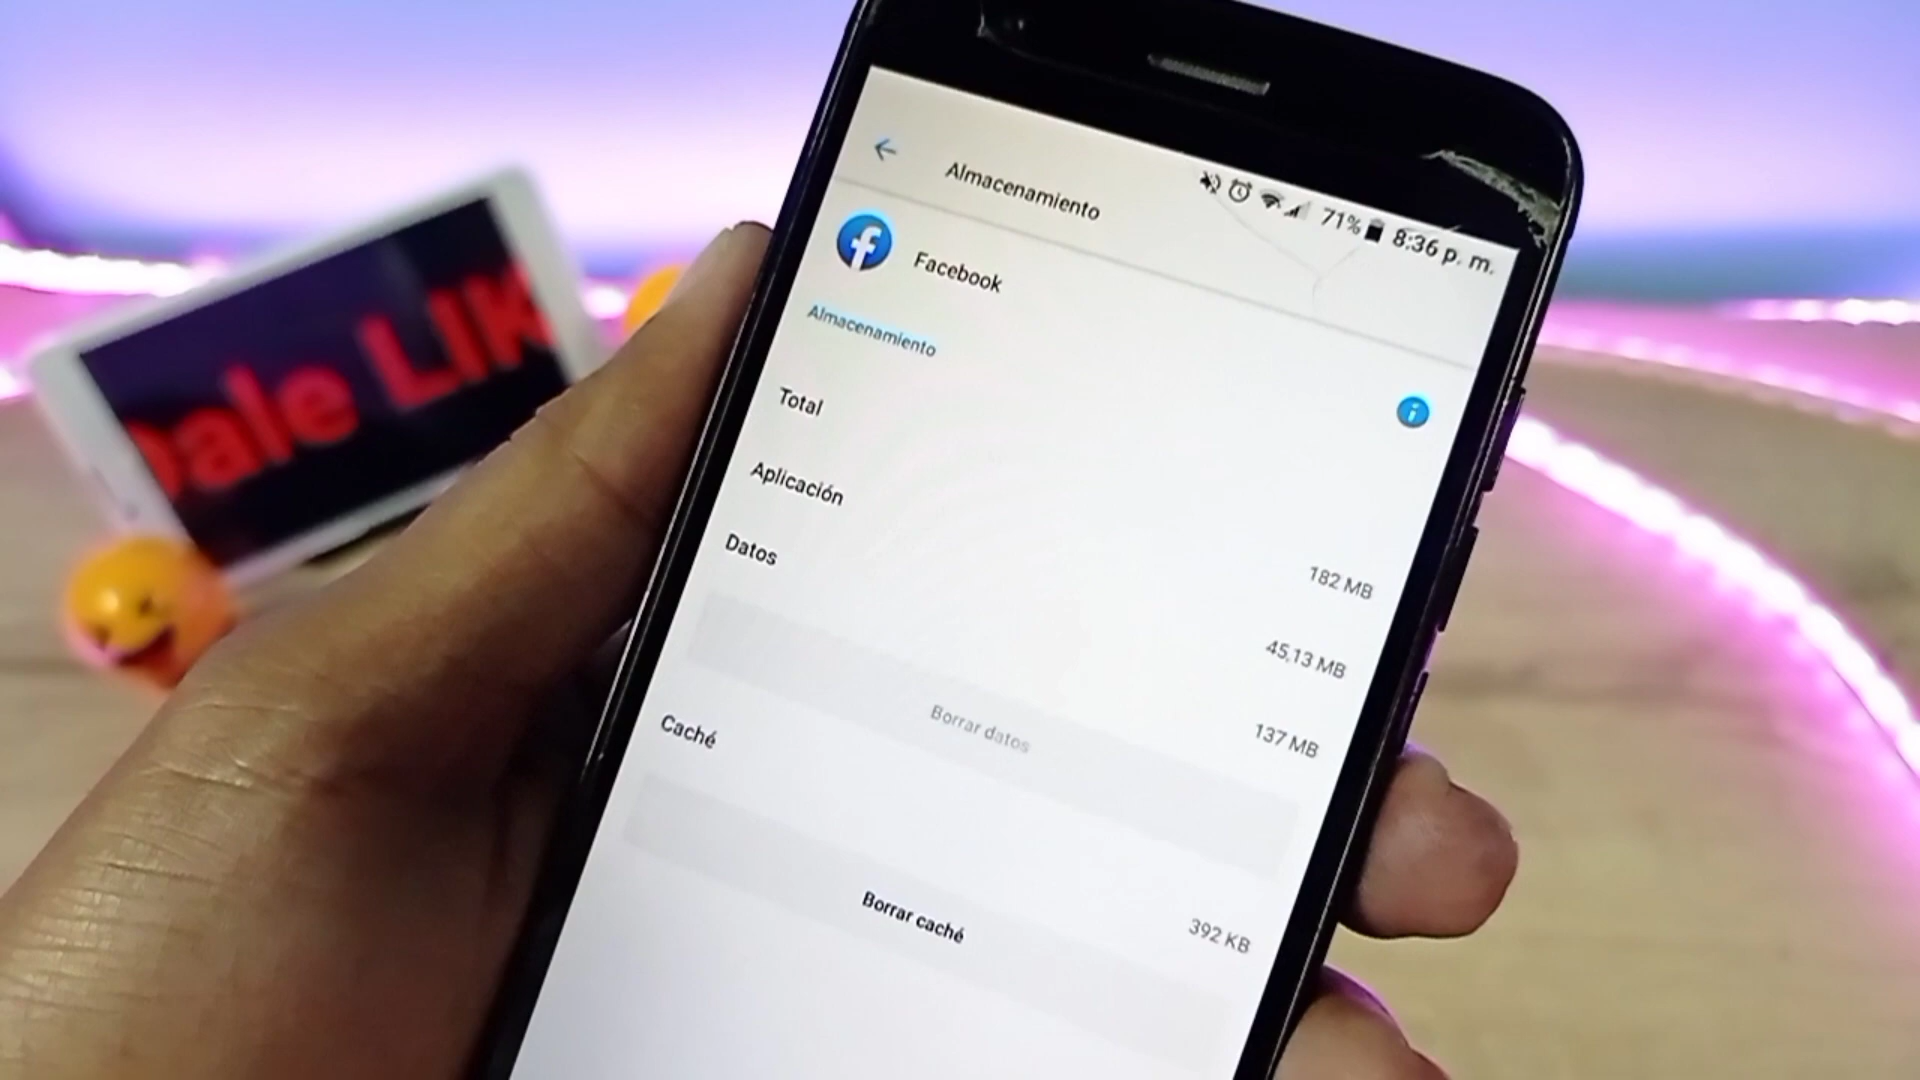 Almacenamiento
71% 8:36 p. m.
Facebook
Almacenamiento
Total
182 MB
Aplicación
45,13 MB
Datos
137 MB
Borrar datos
Caché
392 KB
Borrar caché
Dale LIK